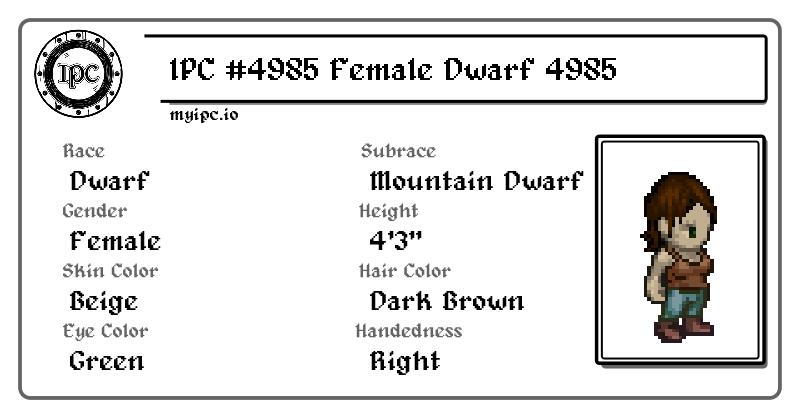 IPC
IPC #4985 Female Dwarf 4985
myipc.io
Race
Dwarf
Subrace
Mountain Dwarf
Gender
Female
Height
4'3"
Skin Color
Beige
Hair Color
Dark Brown
Eye Color
Green
Handedness
Right